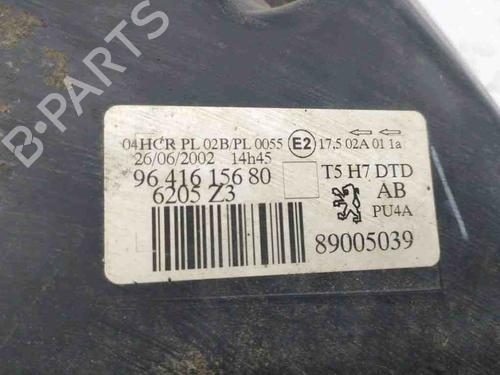 04HCR PL 02B/PL 0055 E2 17,5 02A 01 1a
26/06/2002 14h45
96 416 156 80 T5 H7 DTD
6205 Z3 AB
PU4A
89005039
B-PARTS